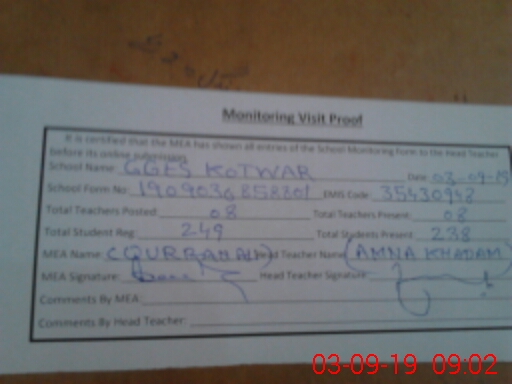 Monitoring Visit Proof
It is certified that the MEA has shown all entries of the School Monitoring Form to the Head Teacher
before its online submission
School Name: GGES KOTWAR Date: 03-09-19
School Form No: EMIS Code: 35430948
Total Teachers Posted: 08 Total Teachers Present: 08
Total Student Reg: 249 Total Students Present: 238
MEA Name: (QURBAN ALI) Head Teacher Name: (AMNA KHADAM)
MEA Signature: Head Teacher Signature:
Comments By MEA:
Comments By Head Teacher:
03-09-19 09:02